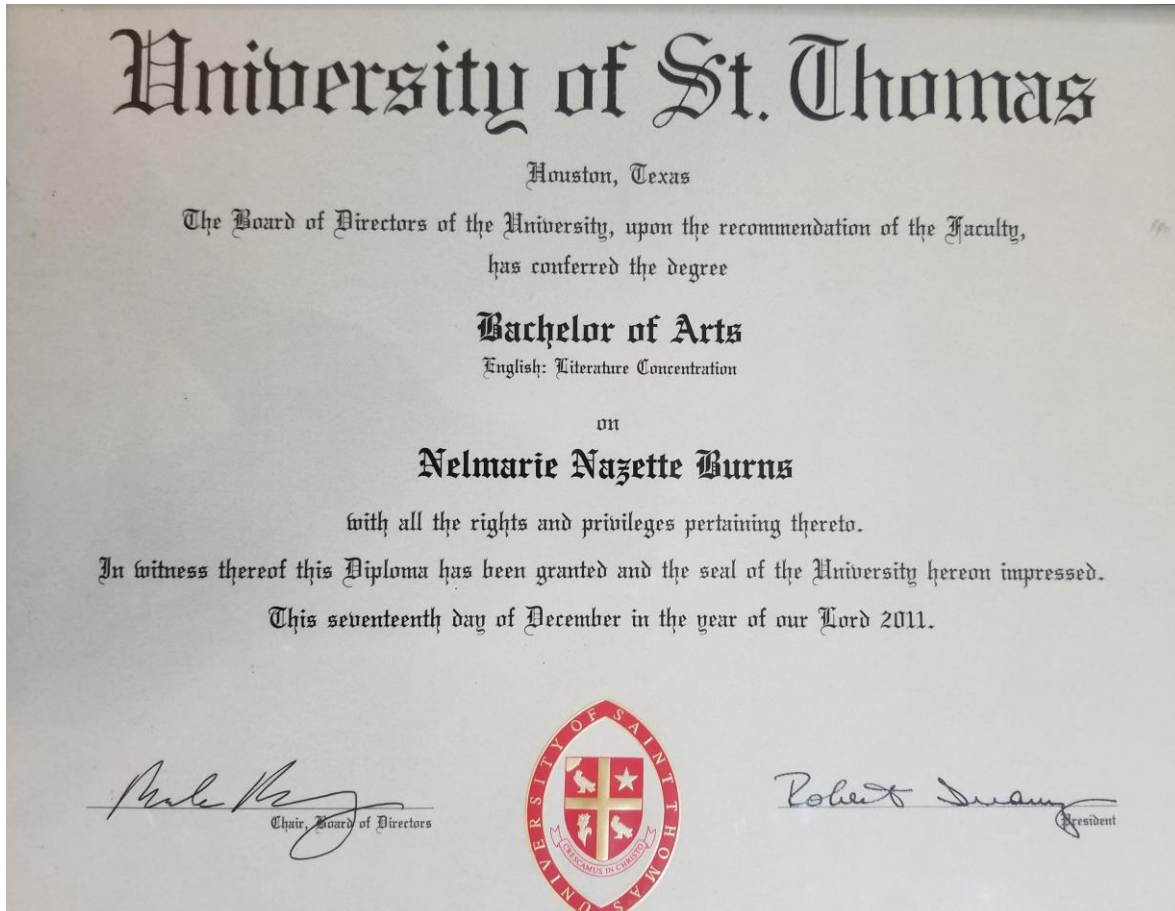 University of St. Thomas
Houston, Texas
The Board of Directors of the University, upon the recommendation of the Faculty,
has conferred the degree
Bachelor of Arts
English: Literature Concentration
on
Nelmarie Nazette Burns
with all the rights and privileges pertaining thereto.
In witness thereof this Diploma has been granted and the seal of the University hereon impressed.
This seventeenth day of December in the year of our Lord 2011.
Chair, Board of Directors
Robert
President
UNIVERSITY OF SAINT THOMAS
CRESCAMUS IN CHRISTO